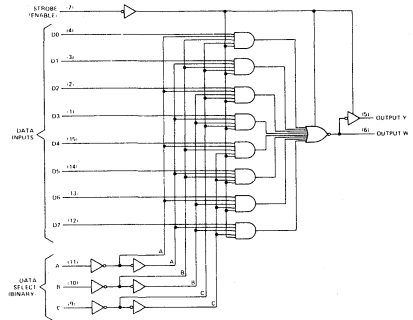 STROBE (7)
(ENABLE)
D0 (4)
D1 (3)
D2 (2)
D3 (1)
D4 (15)
D5 (14)
D6 (13)
D7 (12)
DATA
INPUTS
(5) OUTPUT Y
(6) OUTPUT W
A
A
B
B
C
C
DATA
SELECT
(BINARY)
A (11)
B (10)
C (9)